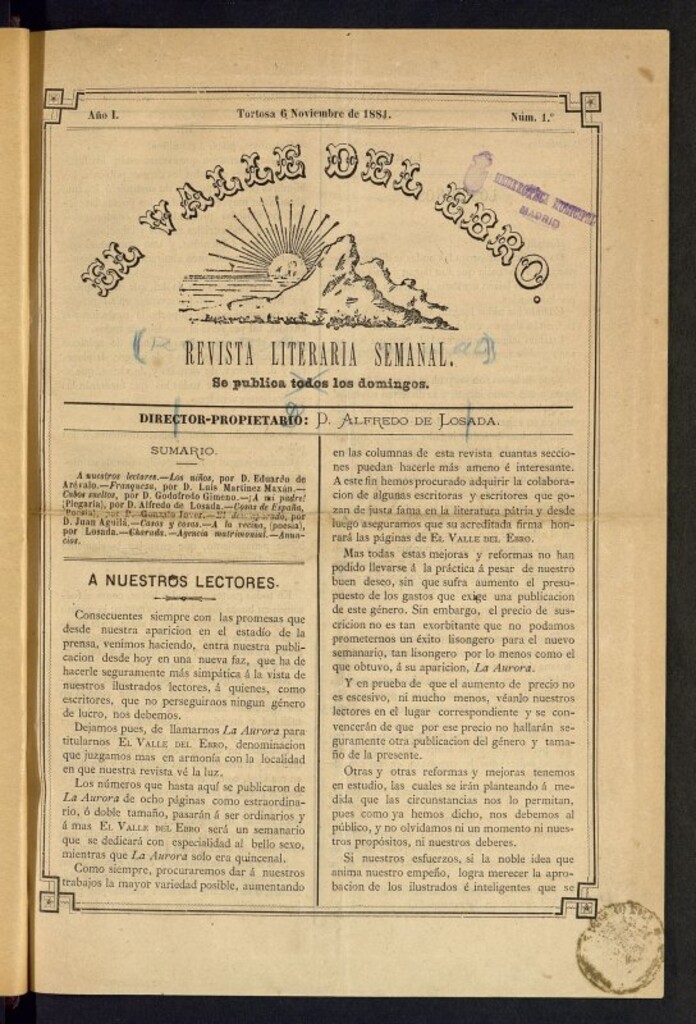 Año I.
Tortosa 6 Noviembre de 1881.
Núm. 1.º
EL VALLE DEL EBRO.
BIBLIOTECA MUNICIPAL
MADRID
REVISTA LITERARIA SEMANAL.
Se publica todos los domingos.
DIRECTOR-PROPIETARIO: D. ALFREDO DE LOSADA.
SUMARIO.
A nuestros lectores.—Los niños, por D. Eduardo de
Arévalo.—Franqueza, por D. Luis Martinez Maxán.—
Cabos sueltos, por D. Godofredo Gimeno.—¡A mi padre!
(Plegaria), por D. Alfredo de Losada.—Cosas de España,
por
D. Juan Aguilá.—Casos y cosas.—A la vecina, (poesía),
por Losada.—Charada.—Agencia matrimonial.—Anun-
cios.
A NUESTROS LECTORES.
Consecuentes siempre con las promesas que
desde nuestra aparicion en el estadío de la
prensa, venimos haciendo, entra nuestra publi-
cacion desde hoy en una nueva faz, que ha de
hacerle seguramente más simpática á la vista de
nuestros ilustrados lectores, á quienes, como
escritores, que no perseguimos ningun género
de lucro, nos debemos.
Dejamos pues, de llamarnos La Aurora para
titularnos EL VALLE DEL EBRO, denominacion
que juzgamos mas en armonía con la localidad
en que nuestra revista vé la luz.
Los números que hasta aquí se publicaron de
La Aurora de ocho páginas como estraordina-
rio, ó doble tamaño, pasarán á ser ordinarios y
á mas EL VALLE DEL EBRO será un semanario
que se dedicará con especialidad al bello sexo,
mientras que La Aurora solo era quincenal.
Como siempre, procuraremos dar á nuestros
trabajos la mayor variedad posible, aumentando
en las columnas de esta revista cuantas seccio-
nes puedan hacerle más ameno é interesante.
A este fin hemos procurado adquirir la colabora-
cion de algunas escritoras y escritores que go-
zan de justa fama en la literatura pátria y desde
luego aseguramos que su acreditada firma hon-
rará las páginas de EL VALLE DEL EBRO.
Mas todas estas mejoras y reformas no han
podido llevarse á la práctica á pesar de nuestro
buen deseo, sin que sufra aumento el presu-
puesto de los gastos que exige una publicacion
de este género. Sin embargo, el precio de sus-
cricion no es tan exorbitante que no podamos
prometernos un éxito lisongero para el nuevo
semanario, tan lisongero por lo menos como el
que obtuvo, á su aparicion, La Aurora.
Y en prueba de que el aumento de precio no
es escesivo, ni mucho menos, véanlo nuestros
lectores en el lugar correspondiente y se con-
vencerán de que por ese precio no hallarán se-
guramente otra publicacion del género y tama-
ño de la presente.
Otras y otras reformas y mejoras tenemos
en estudio, las cuales se irán planteando á me-
dida que las circunstancias nos lo permitan,
pues como ya hemos dicho, nos debemos al
público, y no olvidamos ni un momento ni nues-
tros propósitos, ni nuestros deberes.
Si nuestros esfuerzos, si la noble idea que
anima nuestro empeño, logra merecer la apro-
bacion de los ilustrados é inteligentes que se